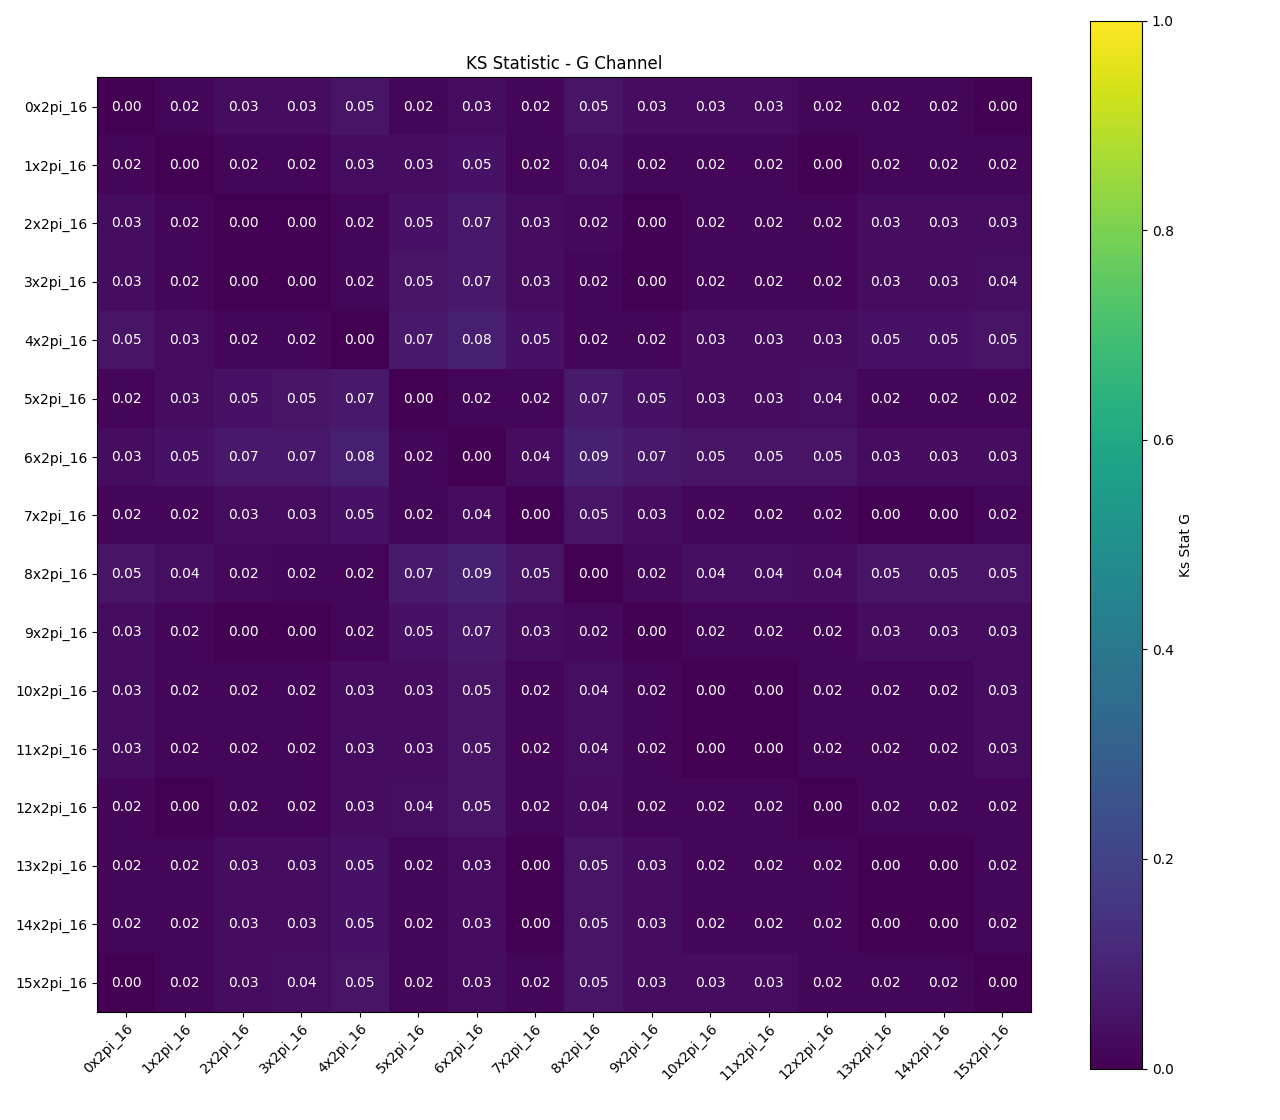 KS Statistic - G Channel
1.0
0x2pi_16 0.00 0.02 0.03 0.03 0.05 0.02 0.03 0.02 0.05 0.03 0.03 0.03 0.02 0.02 0.02 0.00
1x2pi_16 0.02 0.00 0.02 0.02 0.03 0.03 0.05 0.02 0.04 0.02 0.02 0.02 0.00 0.02 0.02 0.02
2x2pi_16 0.03 0.02 0.00 0.00 0.02 0.05 0.07 0.03 0.02 0.00 0.02 0.02 0.02 0.03 0.03 0.03
0.8
3x2pi_16 0.03 0.02 0.00 0.00 0.02 0.05 0.07 0.03 0.02 0.00 0.02 0.02 0.02 0.03 0.03 0.04
4x2pi_16 0.05 0.03 0.02 0.02 0.00 0.07 0.08 0.05 0.02 0.02 0.03 0.03 0.03 0.05 0.05 0.05
5x2pi_16 0.02 0.03 0.05 0.05 0.07 0.00 0.02 0.02 0.07 0.05 0.03 0.03 0.04 0.02 0.02 0.02
0.6
6x2pi_16 0.03 0.05 0.07 0.07 0.08 0.02 0.00 0.04 0.09 0.07 0.05 0.05 0.05 0.03 0.03 0.03
7x2pi_16 0.02 0.02 0.03 0.03 0.05 0.02 0.04 0.00 0.05 0.03 0.02 0.02 0.02 0.00 0.00 0.02
Ks Stat G
8x2pi_16 0.05 0.04 0.02 0.02 0.02 0.07 0.09 0.05 0.00 0.02 0.04 0.04 0.04 0.05 0.05 0.05
9x2pi_16 0.03 0.02 0.00 0.00 0.02 0.05 0.07 0.03 0.02 0.00 0.02 0.02 0.02 0.03 0.03 0.03
0.4
10x2pi_16 0.03 0.02 0.02 0.02 0.03 0.03 0.05 0.02 0.04 0.02 0.00 0.00 0.02 0.02 0.02 0.03
11x2pi_16 0.03 0.02 0.02 0.02 0.03 0.03 0.05 0.02 0.04 0.02 0.00 0.00 0.02 0.02 0.02 0.03
12x2pi_16 0.02 0.00 0.02 0.02 0.03 0.04 0.05 0.02 0.04 0.02 0.02 0.02 0.00 0.02 0.02 0.02
0.2
13x2pi_16 0.02 0.02 0.03 0.03 0.05 0.02 0.03 0.00 0.05 0.03 0.02 0.02 0.02 0.00 0.00 0.02
14x2pi_16 0.02 0.02 0.03 0.03 0.05 0.02 0.03 0.00 0.05 0.03 0.02 0.02 0.02 0.00 0.00 0.02
15x2pi_16 0.00 0.02 0.03 0.04 0.05 0.02 0.03 0.02 0.05 0.03 0.03 0.03 0.02 0.02 0.02 0.00
0.0
0x2pi_16 1x2pi_16 2x2pi_16 3x2pi_16 4x2pi_16 5x2pi_16 6x2pi_16 7x2pi_16 8x2pi_16 9x2pi_16 10x2pi_16 11x2pi_16 12x2pi_16 13x2pi_16 14x2pi_16 15x2pi_16